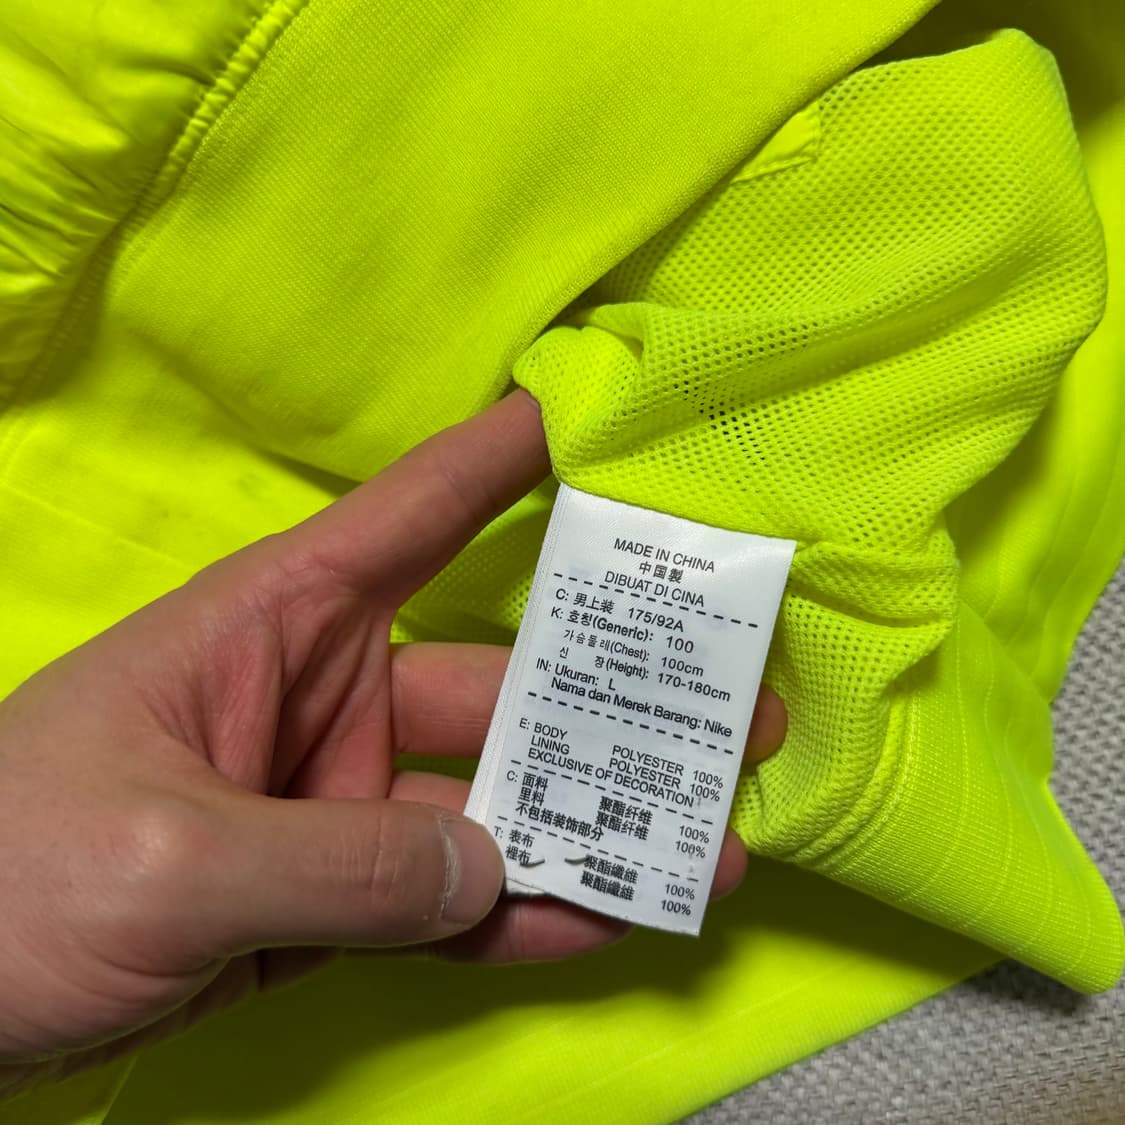 MADE IN CHINA
中国製
DIBUAT DI CINA
C: 男上装 175/92A
K: 호칭(Generic): 100
가슴둘레(Chest): 100cm
신 장(Height): 170-180cm
IN: Ukuran: L
Nama dan Merek Barang: Nike
E: BODY POLYESTER 100%
LINING POLYESTER 100%
EXCLUSIVE OF DECORATION
C: 面料 聚酯纤维 100%
里料 聚酯纤维 100%
不包括装饰部分
T: 表布 聚酯纖維 100%
裡布 聚酯纖維 100%